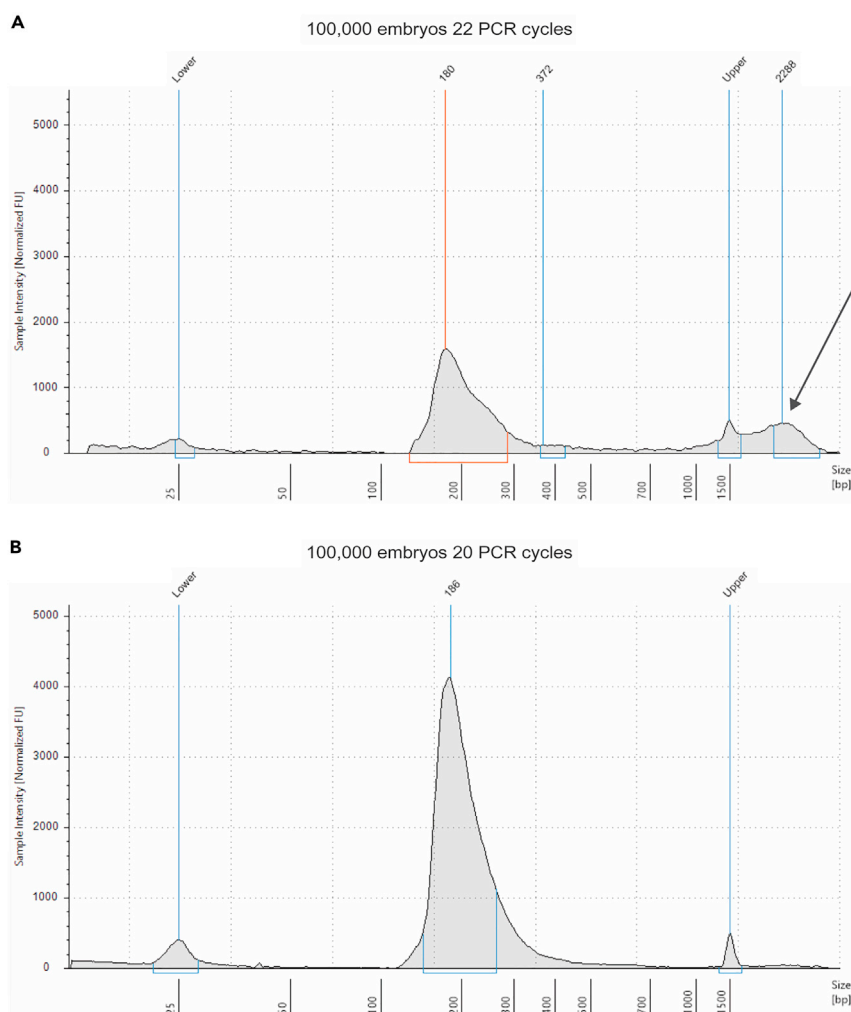 A
100,000 embryos 22 PCR cycles
Lower
180
372
Upper
2288
Sample Intensity [Normalized FU]
5000
4000
3000
2000
1000
0
25
50
100
200
300
400
500
700
1000
1500
Size
[bp]
B
100,000 embryos 20 PCR cycles
Lower
186
Upper
Sample Intensity [Normalized FU]
5000
4000
3000
2000
1000
0
25
50
100
200
300
400
500
700
1000
1500
Size
[bp]